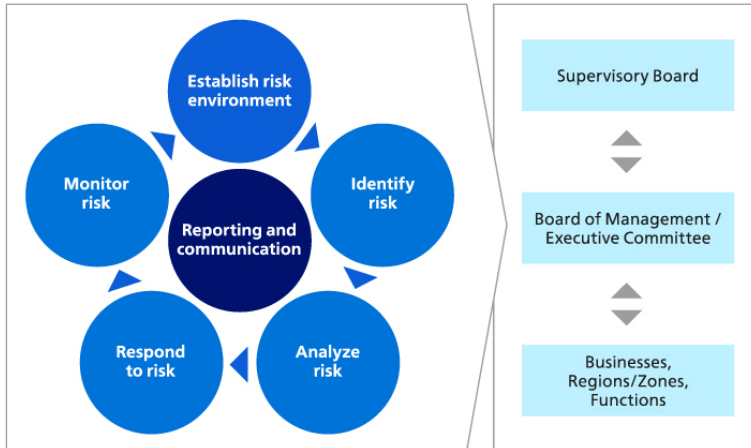 Establish risk
environment
Identify
risk
Analyze
risk
Respond
to risk
Monitor
risk
Reporting and
communication
Supervisory Board
Board of Management /
Executive Committee
Businesses,
Regions/Zones,
Functions